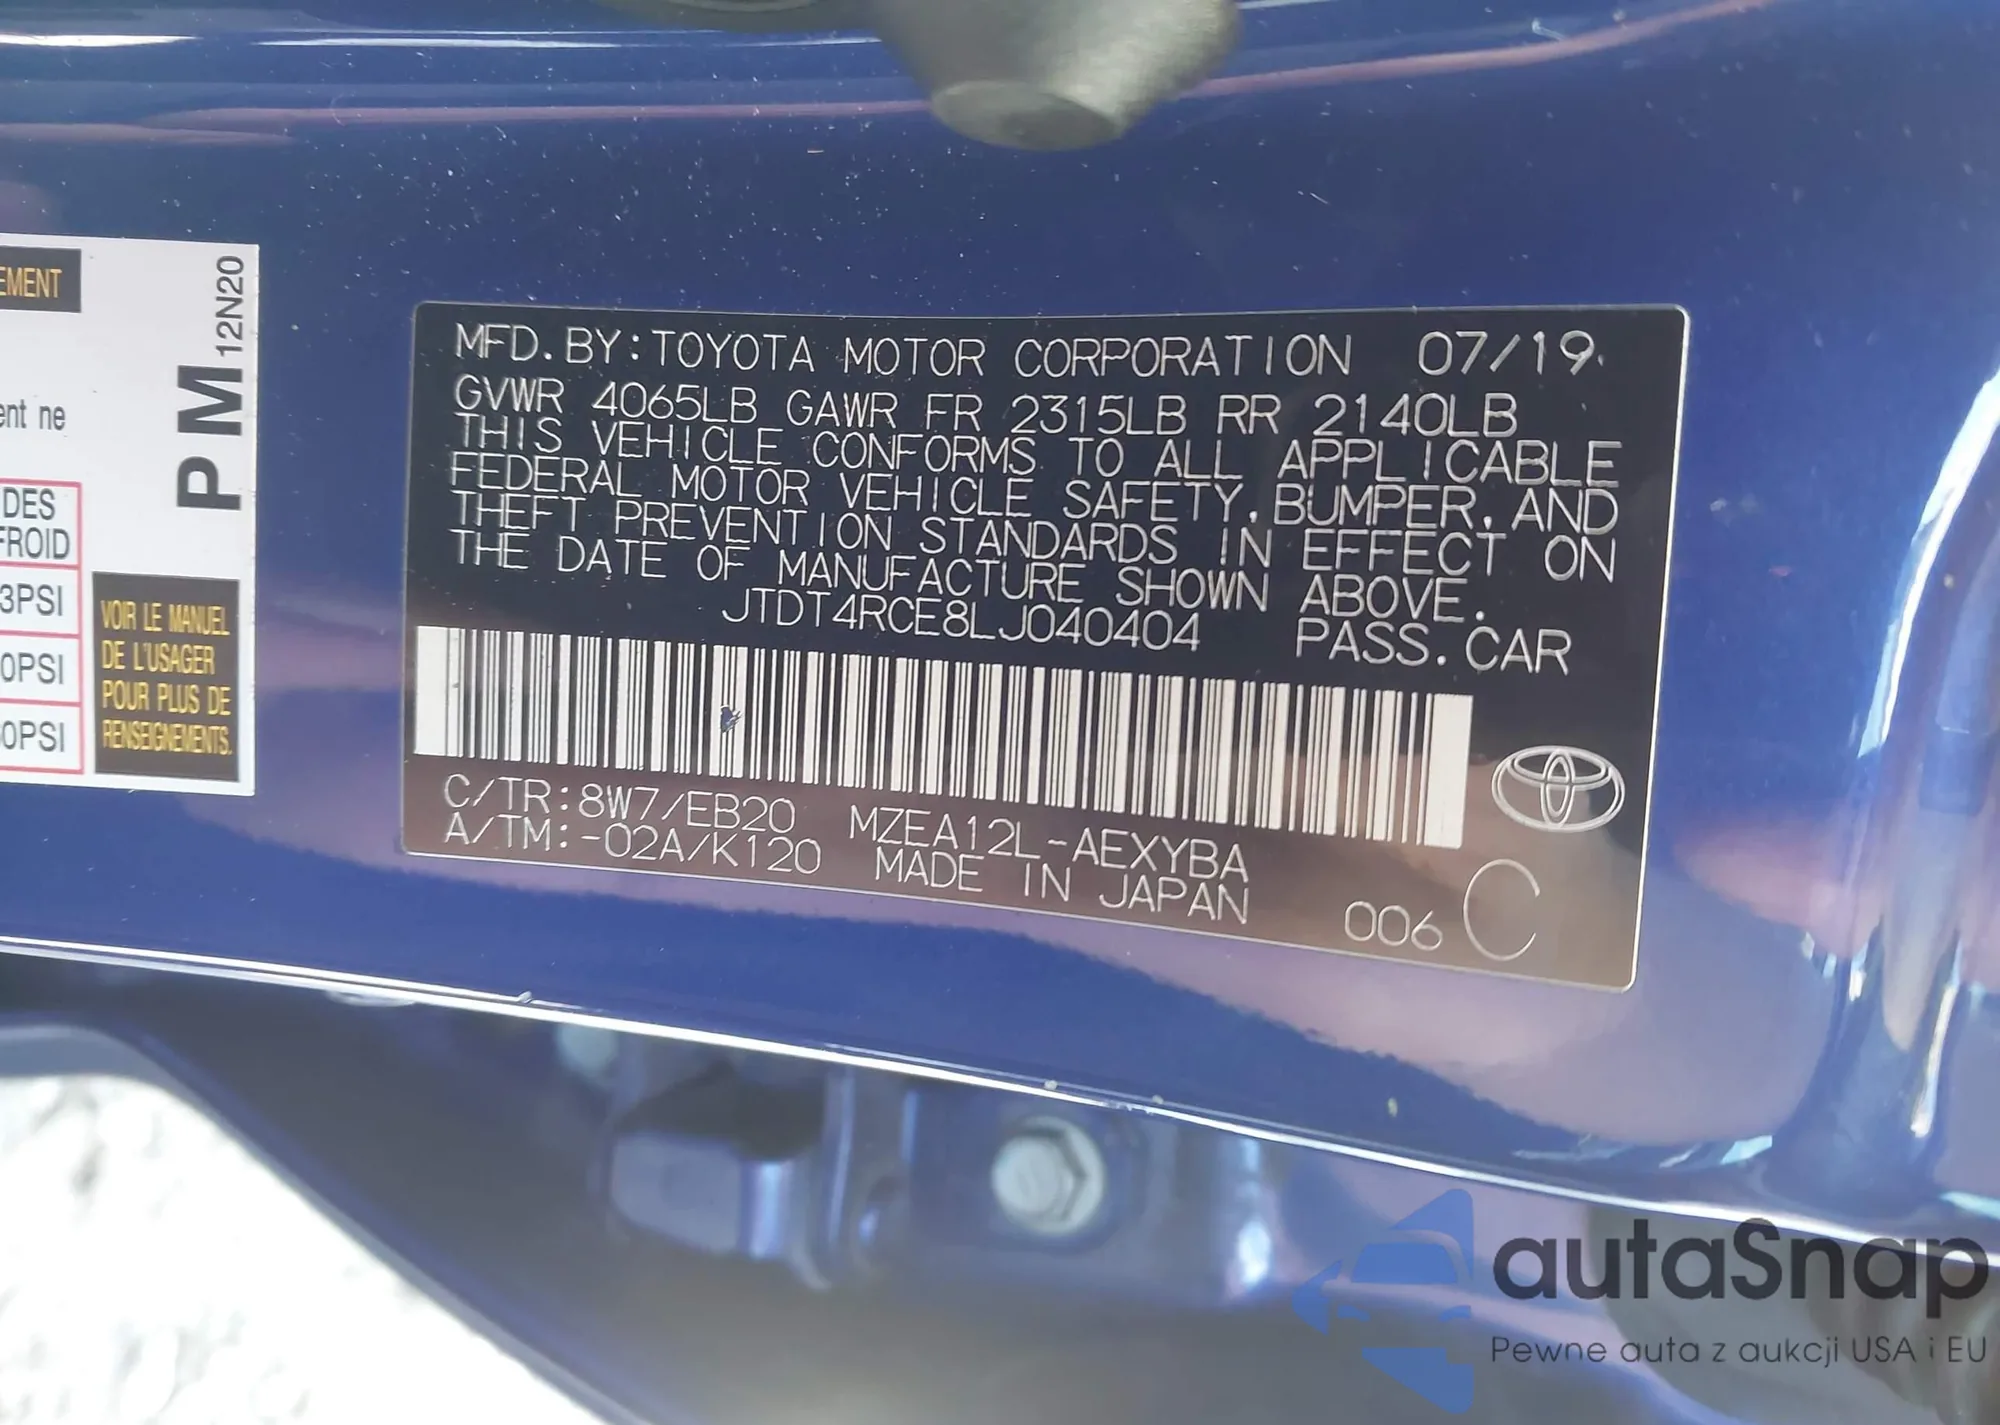 EMENT
ent ne
DES
FROID
3PSI
0PSI
0PSI
PM 12N20
VOIR LE MANUEL
DE L'USAGER
POUR PLUS DE
RENSEIGNEMENTS.
MFD. BY: TOYOTA MOTOR CORPORATION 07/19
GVWR 4065LB GAWR FR 2315LB RR 2140LB
THIS VEHICLE CONFORMS TO ALL APPLICABLE
FEDERAL MOTOR VEHICLE SAFETY, BUMPER, AND
THEFT PREVENTION STANDARDS IN EFFECT ON
THE DATE OF MANUFACTURE SHOWN ABOVE.
JTDT4RCE8LJ040404 PASS. CAR
C/TR: 8W7/EB20 MZEA12L-AEXYBA
A/TM: -02A/K120 MADE IN JAPAN
006 C
autaSnap
Pewne auta z aukcji USA i EU